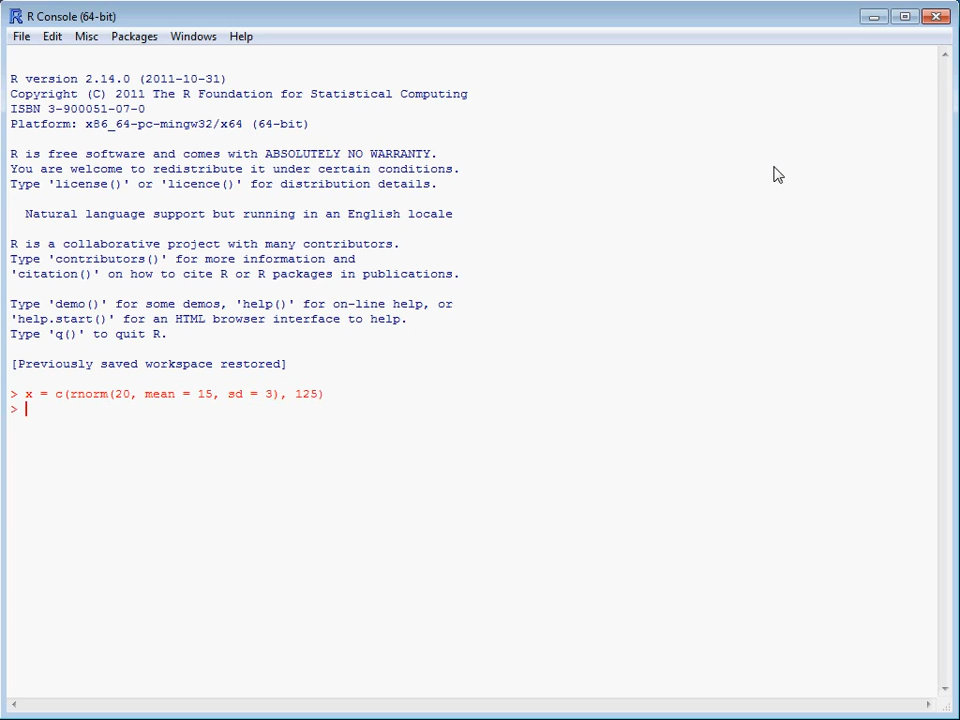 R Console (64-bit)
File Edit Misc Packages Windows Help
R version 2.14.0 (2011-10-31)
Copyright (C) 2011 The R Foundation for Statistical Computing
ISBN 3-900051-07-0
Platform: x86_64-pc-mingw32/x64 (64-bit)
R is free software and comes with ABSOLUTELY NO WARRANTY.
You are welcome to redistribute it under certain conditions.
Type 'license()' or 'licence()' for distribution details.
Natural language support but running in an English locale
R is a collaborative project with many contributors.
Type 'contributors()' for more information and
'citation()' on how to cite R or R packages in publications.
Type 'demo()' for some demos, 'help()' for on-line help, or
'help.start()' for an HTML browser interface to help.
Type 'q()' to quit R.
[Previously saved workspace restored]
> x = c(rnorm(20, mean = 15, sd = 3), 125)
>